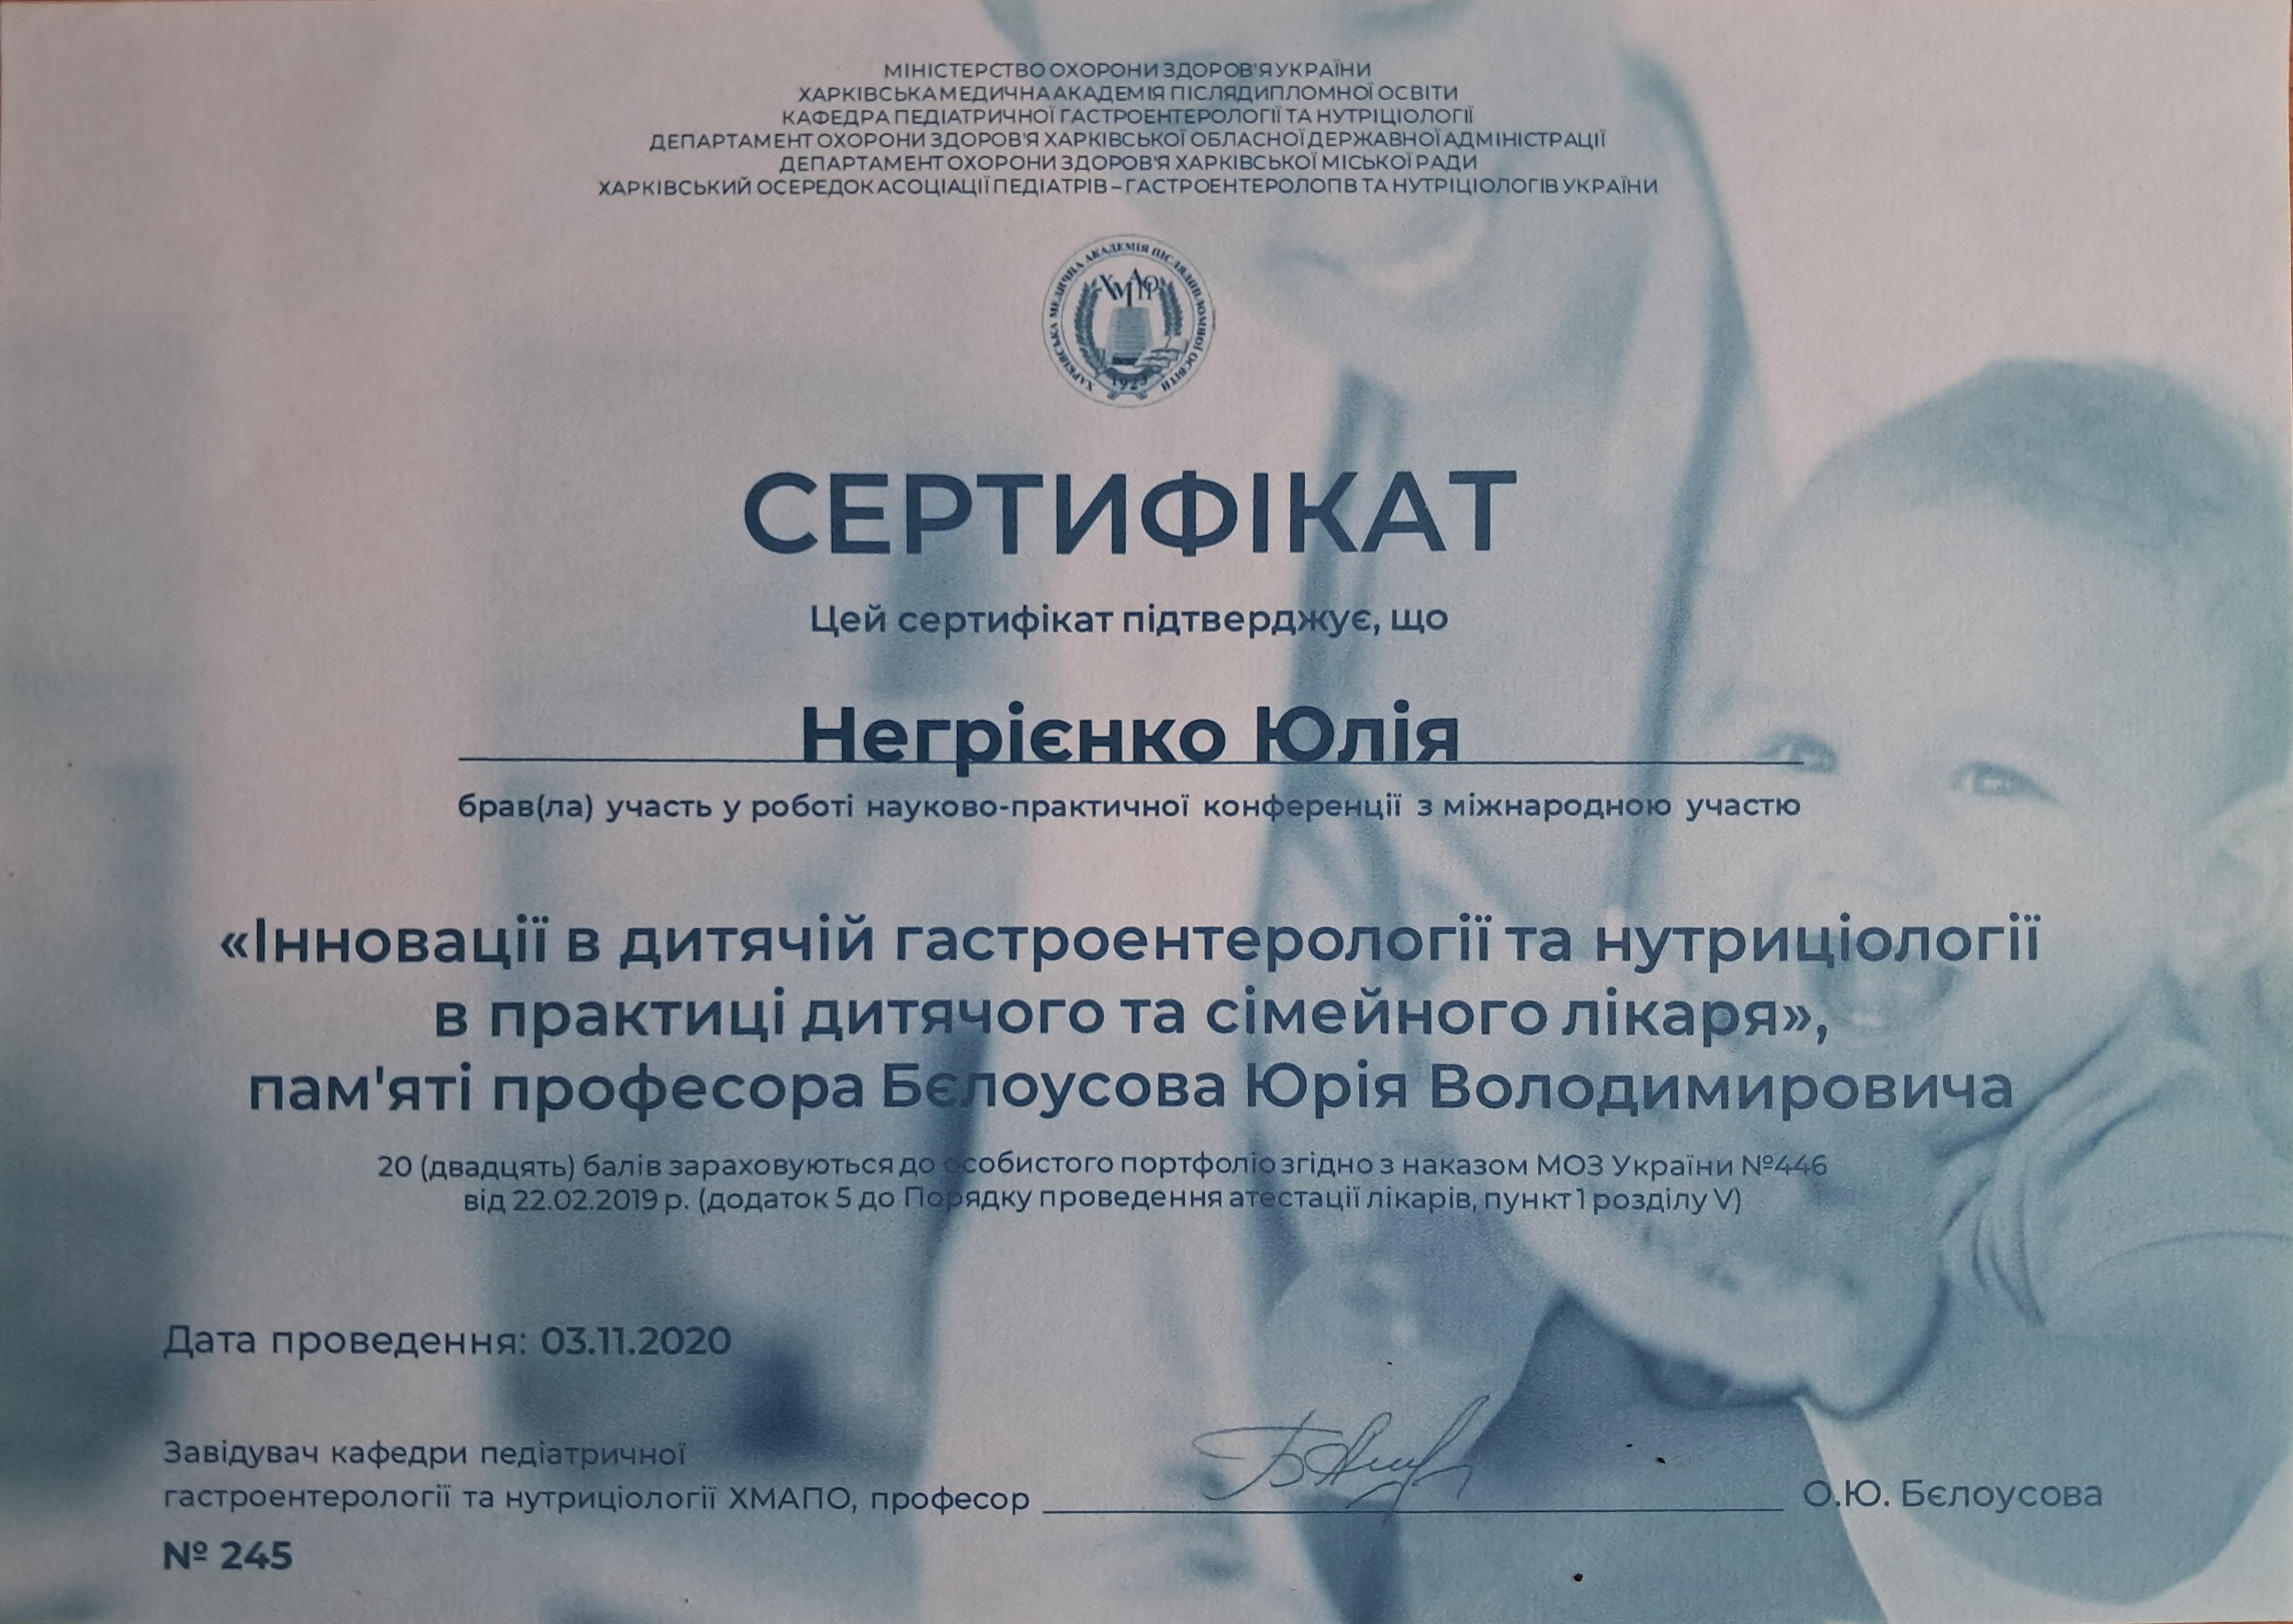 МІНІСТЕРСТВО ОХОРОНИ ЗДОРОВ'Я УКРАЇНИ
ХАРКІВСЬКА МЕДИЧНА АКАДЕМІЯ ПІСЛЯДИПЛОМНОЇ ОСВІТИ
КАФЕДРА ПЕДІАТРИЧНОЇ ГАСТРОЕНТЕРОЛОГІЇ ТА НУТРІЦІОЛОГІЇ
ДЕПАРТАМЕНТ ОХОРОНИ ЗДОРОВ'Я ХАРКІВСЬКОЇ ОБЛАСНОЇ ДЕРЖАВНОЇ АДМІНІСТРАЦІЇ
ДЕПАРТАМЕНТ ОХОРОНИ ЗДОРОВ'Я ХАРКІВСЬКОЇ МІСЬКОЇ РАДИ
ХАРКІВСЬКИЙ ОСЕРЕДОК АСОЦІАЦІЇ ПЕДІАТРІВ – ГАСТРОЕНТЕРОЛОГІВ ТА НУТРІЦІОЛОГІВ УКРАЇНИ
ХАРКІВСЬКА МЕДИЧНА АКАДЕМІЯ ПІСЛЯДИПЛОМНОЇ ОСВІТИ
ХМАПО
1923
СЕРТИФІКАТ
Цей сертифікат підтверджує, що
Негрієнко Юлія
брав(ла) участь у роботі науково-практичної конференції з міжнародною участю
«Інновації в дитячій гастроентерології та нутриціології
в практиці дитячого та сімейного лікаря»,
пам'яті професора Бєлоусова Юрія Володимировича
20 (двадцять) балів зараховуються до особистого портфоліо згідно з наказом МОЗ України №446
від 22.02.2019 р. (додаток 5 до Порядку проведення атестації лікарів, пункт 1 розділу V)
Дата проведення: 03.11.2020
Завідувач кафедри педіатричної
гастроентерології та нутриціології ХМАПО, професор О.Ю. Бєлоусова
№ 245